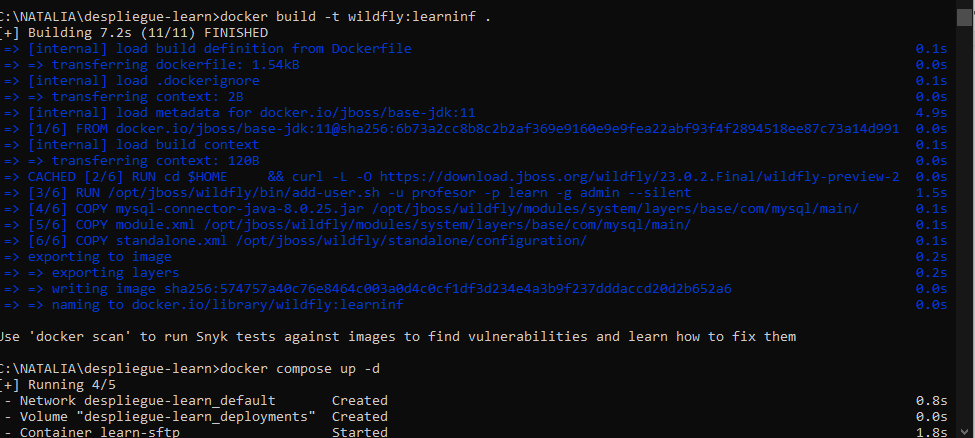 C:\NATALIA\despliegue-learn>docker build -t wildfly:learninf .
[+] Building 7.2s (11/11) FINISHED
=> [internal] load build definition from Dockerfile 0.1s
=> => transferring dockerfile: 1.54kB 0.0s
=> [internal] load .dockerignore 0.1s
=> => transferring context: 2B 0.0s
=> [internal] load metadata for docker.io/jboss/base-jdk:11 4.9s
=> [1/6] FROM docker.io/jboss/base-jdk:11@sha256:6b73a2cc8b8c2b2af369e9160e9e9fea22abf93f4f2894518ee87c73a14d991 0.0s
=> [internal] load build context 0.1s
=> => transferring context: 120B 0.0s
=> CACHED [2/6] RUN cd $HOME && curl -L -O https://download.jboss.org/wildfly/23.0.2.Final/wildfly-preview-2 0.0s
=> [3/6] RUN /opt/jboss/wildfly/bin/add-user.sh -u profesor -p learn -g admin --silent 1.5s
=> [4/6] COPY mysql-connector-java-8.0.25.jar /opt/jboss/wildfly/modules/system/layers/base/com/mysql/main/ 0.1s
=> [5/6] COPY module.xml /opt/jboss/wildfly/modules/system/layers/base/com/mysql/main/ 0.1s
=> [6/6] COPY standalone.xml /opt/jboss/wildfly/standalone/configuration/ 0.1s
=> exporting to image 0.2s
=> => exporting layers 0.2s
=> => writing image sha256:574757a40c76e8464c003a0d4c0cf1df3d234e4a3b9f237dddaccd20d2b652a6 0.0s
=> => naming to docker.io/library/wildfly:learninf 0.0s
Use 'docker scan' to run Snyk tests against images to find vulnerabilities and learn how to fix them
C:\NATALIA\despliegue-learn>docker compose up -d
[+] Running 4/5
- Network despliegue-learn_default Created 0.8s
- Volume "despliegue-learn_deployments" Created 0.0s
- Container learn-sftp Started 1.8s